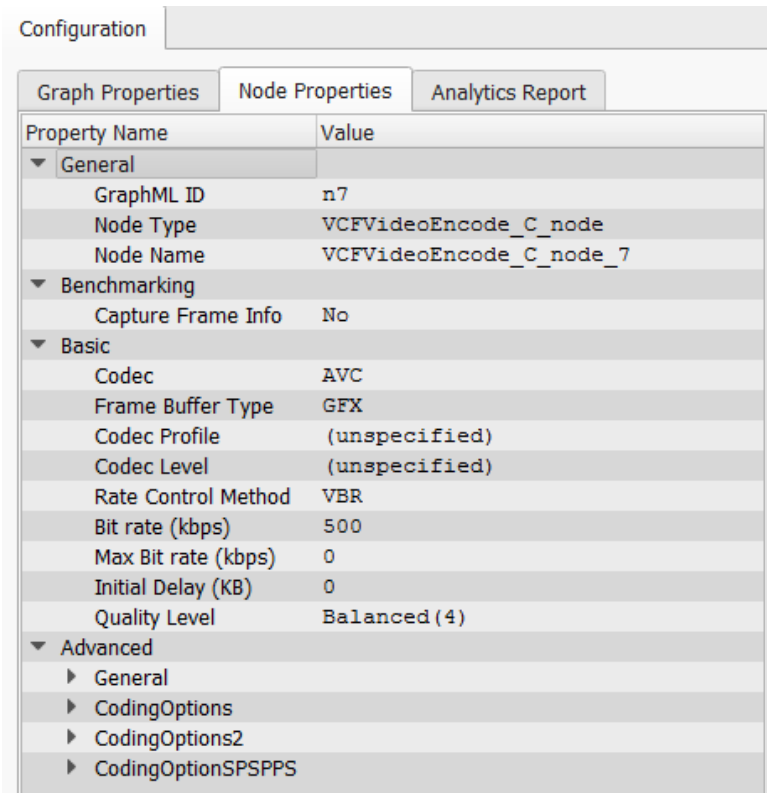 Configuration
Graph Properties Node Properties Analytics Report
Property Name Value
General
GraphML ID n7
Node Type VCFVideoEncode_C_node
Node Name VCFVideoEncode_C_node_7
Benchmarking
Capture Frame Info No
Basic
Codec AVC
Frame Buffer Type GFX
Codec Profile (unspecified)
Codec Level (unspecified)
Rate Control Method VBR
Bit rate (kbps) 500
Max Bit rate (kbps) 0
Initial Delay (KB) 0
Quality Level Balanced(4)
Advanced
General
CodingOptions
CodingOptions2
CodingOptionSPSPPS